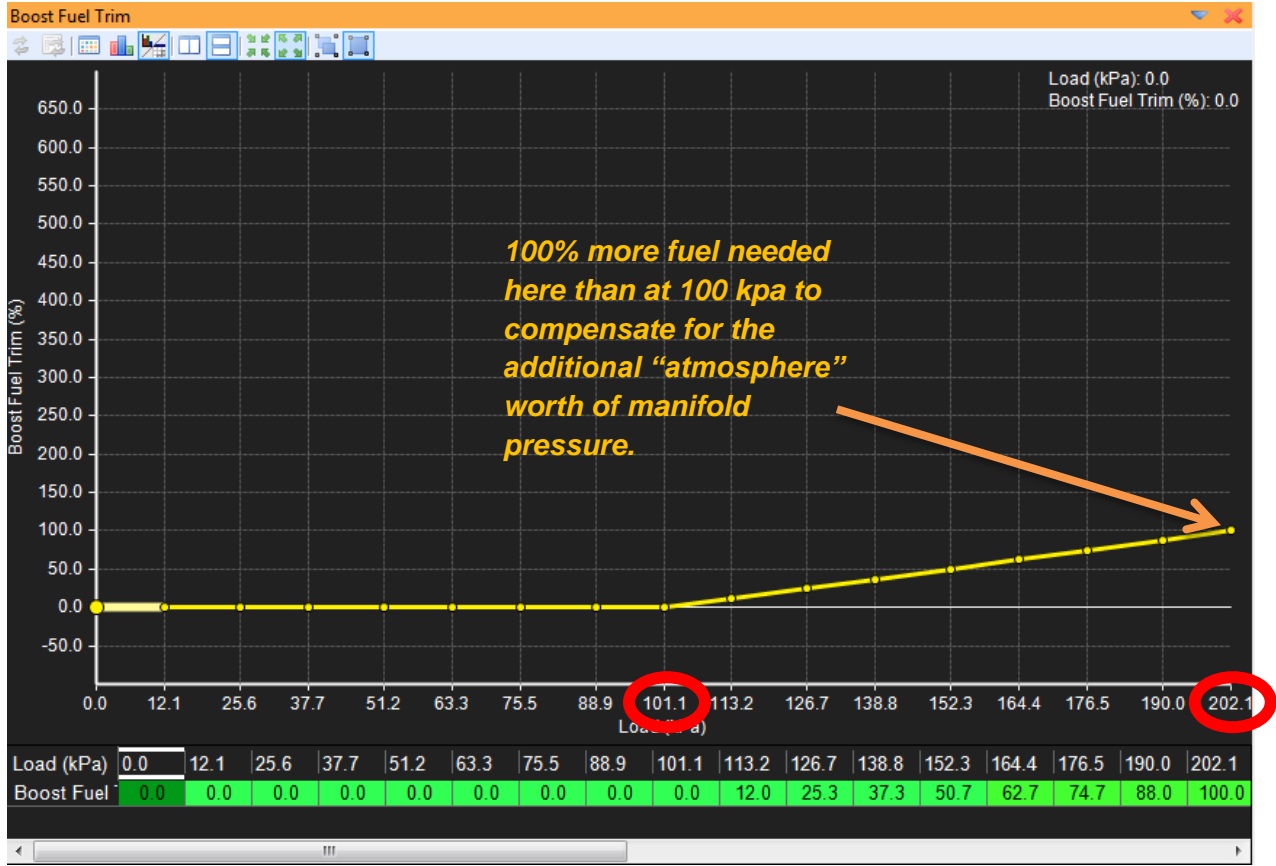 Boost Fuel Trim
Load (kPa): 0.0
Boost Fuel Trim (%): 0.0
650.0
600.0
550.0
500.0
450.0
400.0
350.0
300.0
250.0
200.0
150.0
100.0
50.0
0.0
-50.0
Boost Fuel Trim (%)
100% more fuel needed
here than at 100 kpa to
compensate for the
additional “atmosphere”
worth of manifold
pressure.
0.0 12.1 25.6 37.7 51.2 63.3 75.5 88.9 101.1 113.2 126.7 138.8 152.3 164.4 176.5 190.0 202.1
Load (kPa)
Load (kPa) 0.0 12.1 25.6 37.7 51.2 63.3 75.5 88.9 101.1 113.2 126.7 138.8 152.3 164.4 176.5 190.0 202.1
Boost Fuel 0.0 0.0 0.0 0.0 0.0 0.0 0.0 0.0 0.0 12.0 25.3 37.3 50.7 62.7 74.7 88.0 100.0